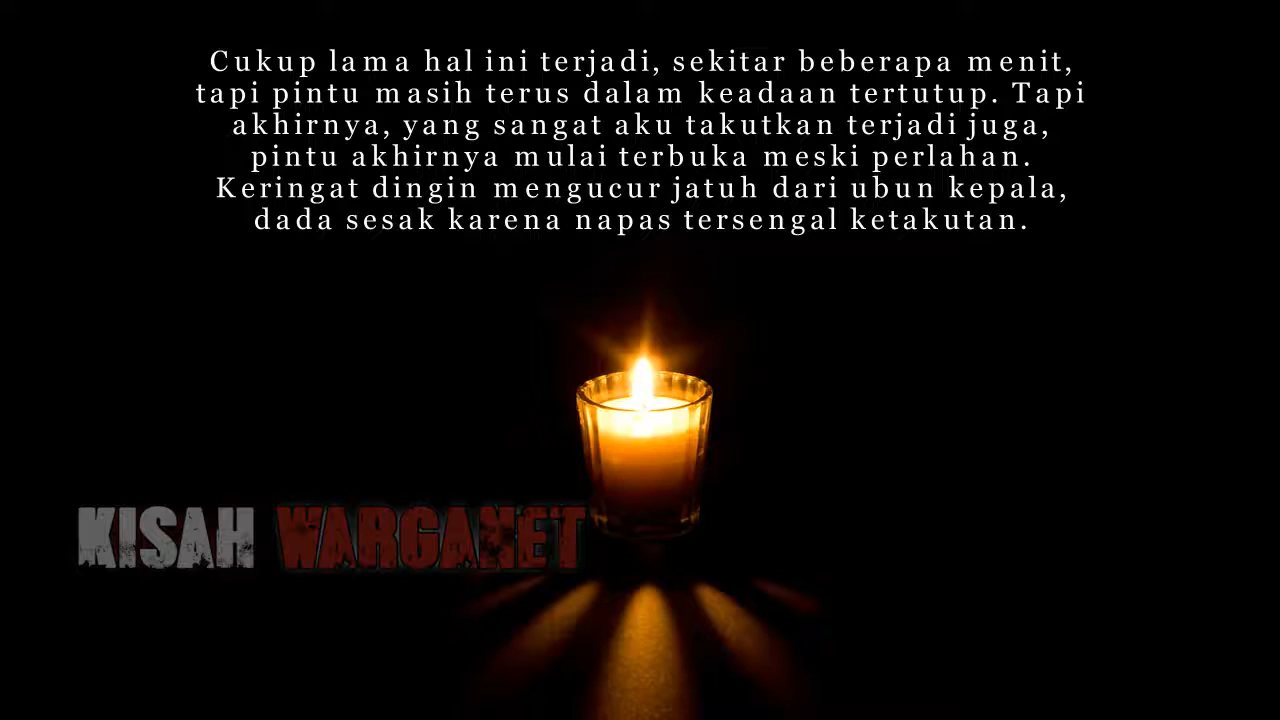 Cukup lama hal ini terjadi, sekitar beberapa menit,
tapi pintu masih terus dalam keadaan tertutup. Tapi
akhirnya, yang sangat aku takutkan terjadi juga,
pintu akhirnya mulai terbuka meski perlahan.
Keringat dingin mengucur jatuh dari ubun kepala,
dada sesak karena napas tersengal ketakutan.
KISAH WARGANET